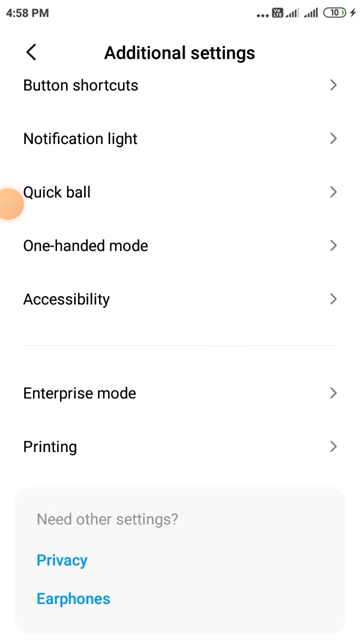 4:58 PM
10
Additional settings
Button shortcuts
Notification light
Quick ball
One-handed mode
Accessibility
Enterprise mode
Printing
Need other settings?
Privacy
Earphones